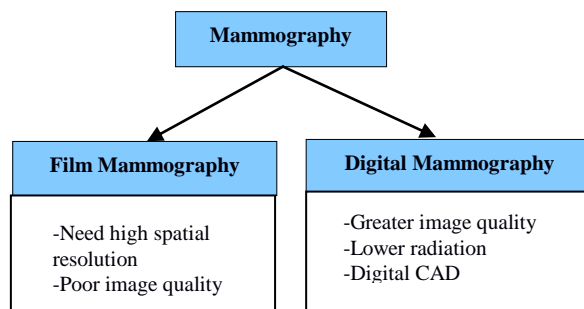 Mammography
Film Mammography
-Need high spatial
resolution
-Poor image quality
Digital Mammography
-Greater image quality
-Lower radiation
-Digital CAD